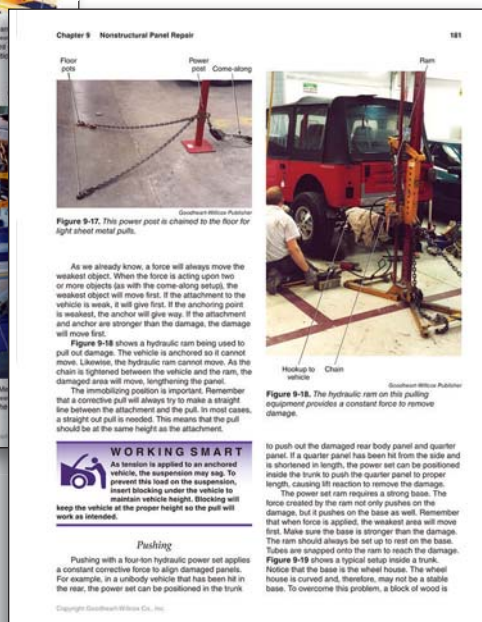 Chapter 9 Nonstructural Panel Repair
181
Floor pots
Power post
Come-along
Goodheart-Willcox Publisher
Figure 9-17. This power post is chained to the floor for
light sheet metal pulls.
As we already know, a force will always move the
weakest object. When the force is acting upon two
or more objects (as with the come-along setup), the
weakest object will move first. If the attachment to
the vehicle is weak, it will give first. If the anchoring point
is weakest, the anchor will give way. If the attachment
and anchor are stronger than the damage, the damage
will move first.
Figure 9-18 shows a hydraulic ram being used to
pull out damage. The vehicle is anchored so it cannot
move. Likewise, the hydraulic ram cannot move. As the
chain is tightened between the vehicle and the ram, the
damaged area will move, lengthening the panel.
The immobilizing position is important. Remember
that a corrective pull will always try to make a straight
line between the attachment and the pull. In most cases,
a straight out pull is needed. This means that the pull
should be at the same height as the attachment.
WORKING SMART
As tension is applied to an anchored
vehicle, the suspension may sag. To
prevent this load on the suspension,
insert blocking under the vehicle to
maintain vehicle height. Blocking will
keep the vehicle at the proper height so the pull will
work as intended.
Pushing
Pushing with a four-ton hydraulic power set applies
a constant corrective force to align damaged panels.
For example, in a unibody vehicle that has been hit in
the rear, the power set can be positioned in the trunk
Ram
Hookup to vehicle
Chain
Goodheart-Willcox Publisher
Figure 9-18. The hydraulic ram on this pulling
equipment provides a constant force to remove
damage.
to push out the damaged rear body panel and quarter
panel. If a quarter panel has been hit from the side and
is shortened in length, the power set can be positioned
inside the trunk to push the quarter panel to proper
length, causing lift reaction to remove the damage.
The power set ram requires a strong base. The
force created by the ram not only pushes on the
damage, but it pushes on the base as well. Remember
that when force is applied, the weakest area will move
first. Make sure the base is stronger than the damage.
The ram should always be set up to rest on the base.
Tubes are snapped onto the ram to reach the damage.
Figure 9-19 shows a typical setup inside a trunk.
Notice that the base is the wheel house. The wheel
house is curved and, therefore, may not be a stable
base. To overcome this problem, a block of wood is
Copyright Goodheart-Willcox Co., Inc.